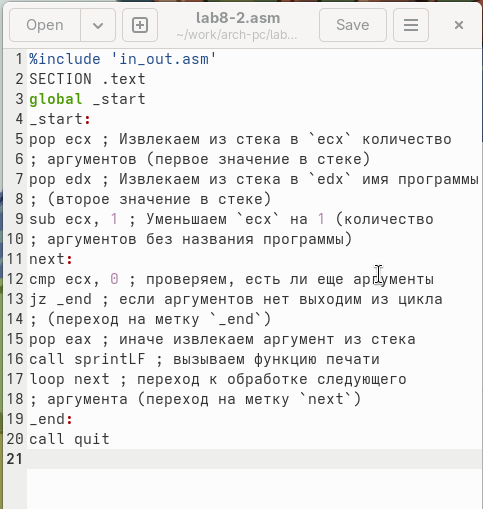 Open
lab8-2.asm
~/work/arch-pc/lab...
Save
1 %include 'in_out.asm'
2 SECTION .text
3 global _start
4 _start:
5 pop ecx ; Извлекаем из стека в `ecx` количество
6 ; аргументов (первое значение в стеке)
7 pop edx ; Извлекаем из стека в `edx` имя программы
8 ; (второе значение в стеке)
9 sub ecx, 1 ; Уменьшаем `ecx` на 1 (количество
10 ; аргументов без названия программы)
11 next:
12 cmp ecx, 0 ; проверяем, есть ли еще аргументы
13 jz _end ; если аргументов нет выходим из цикла
14 ; (переход на метку `_end`)
15 pop eax ; иначе извлекаем аргумент из стека
16 call sprintLF ; вызываем функцию печати
17 loop next ; переход к обработке следующего
18 ; аргумента (переход на метку `next`)
19 _end:
20 call quit
21